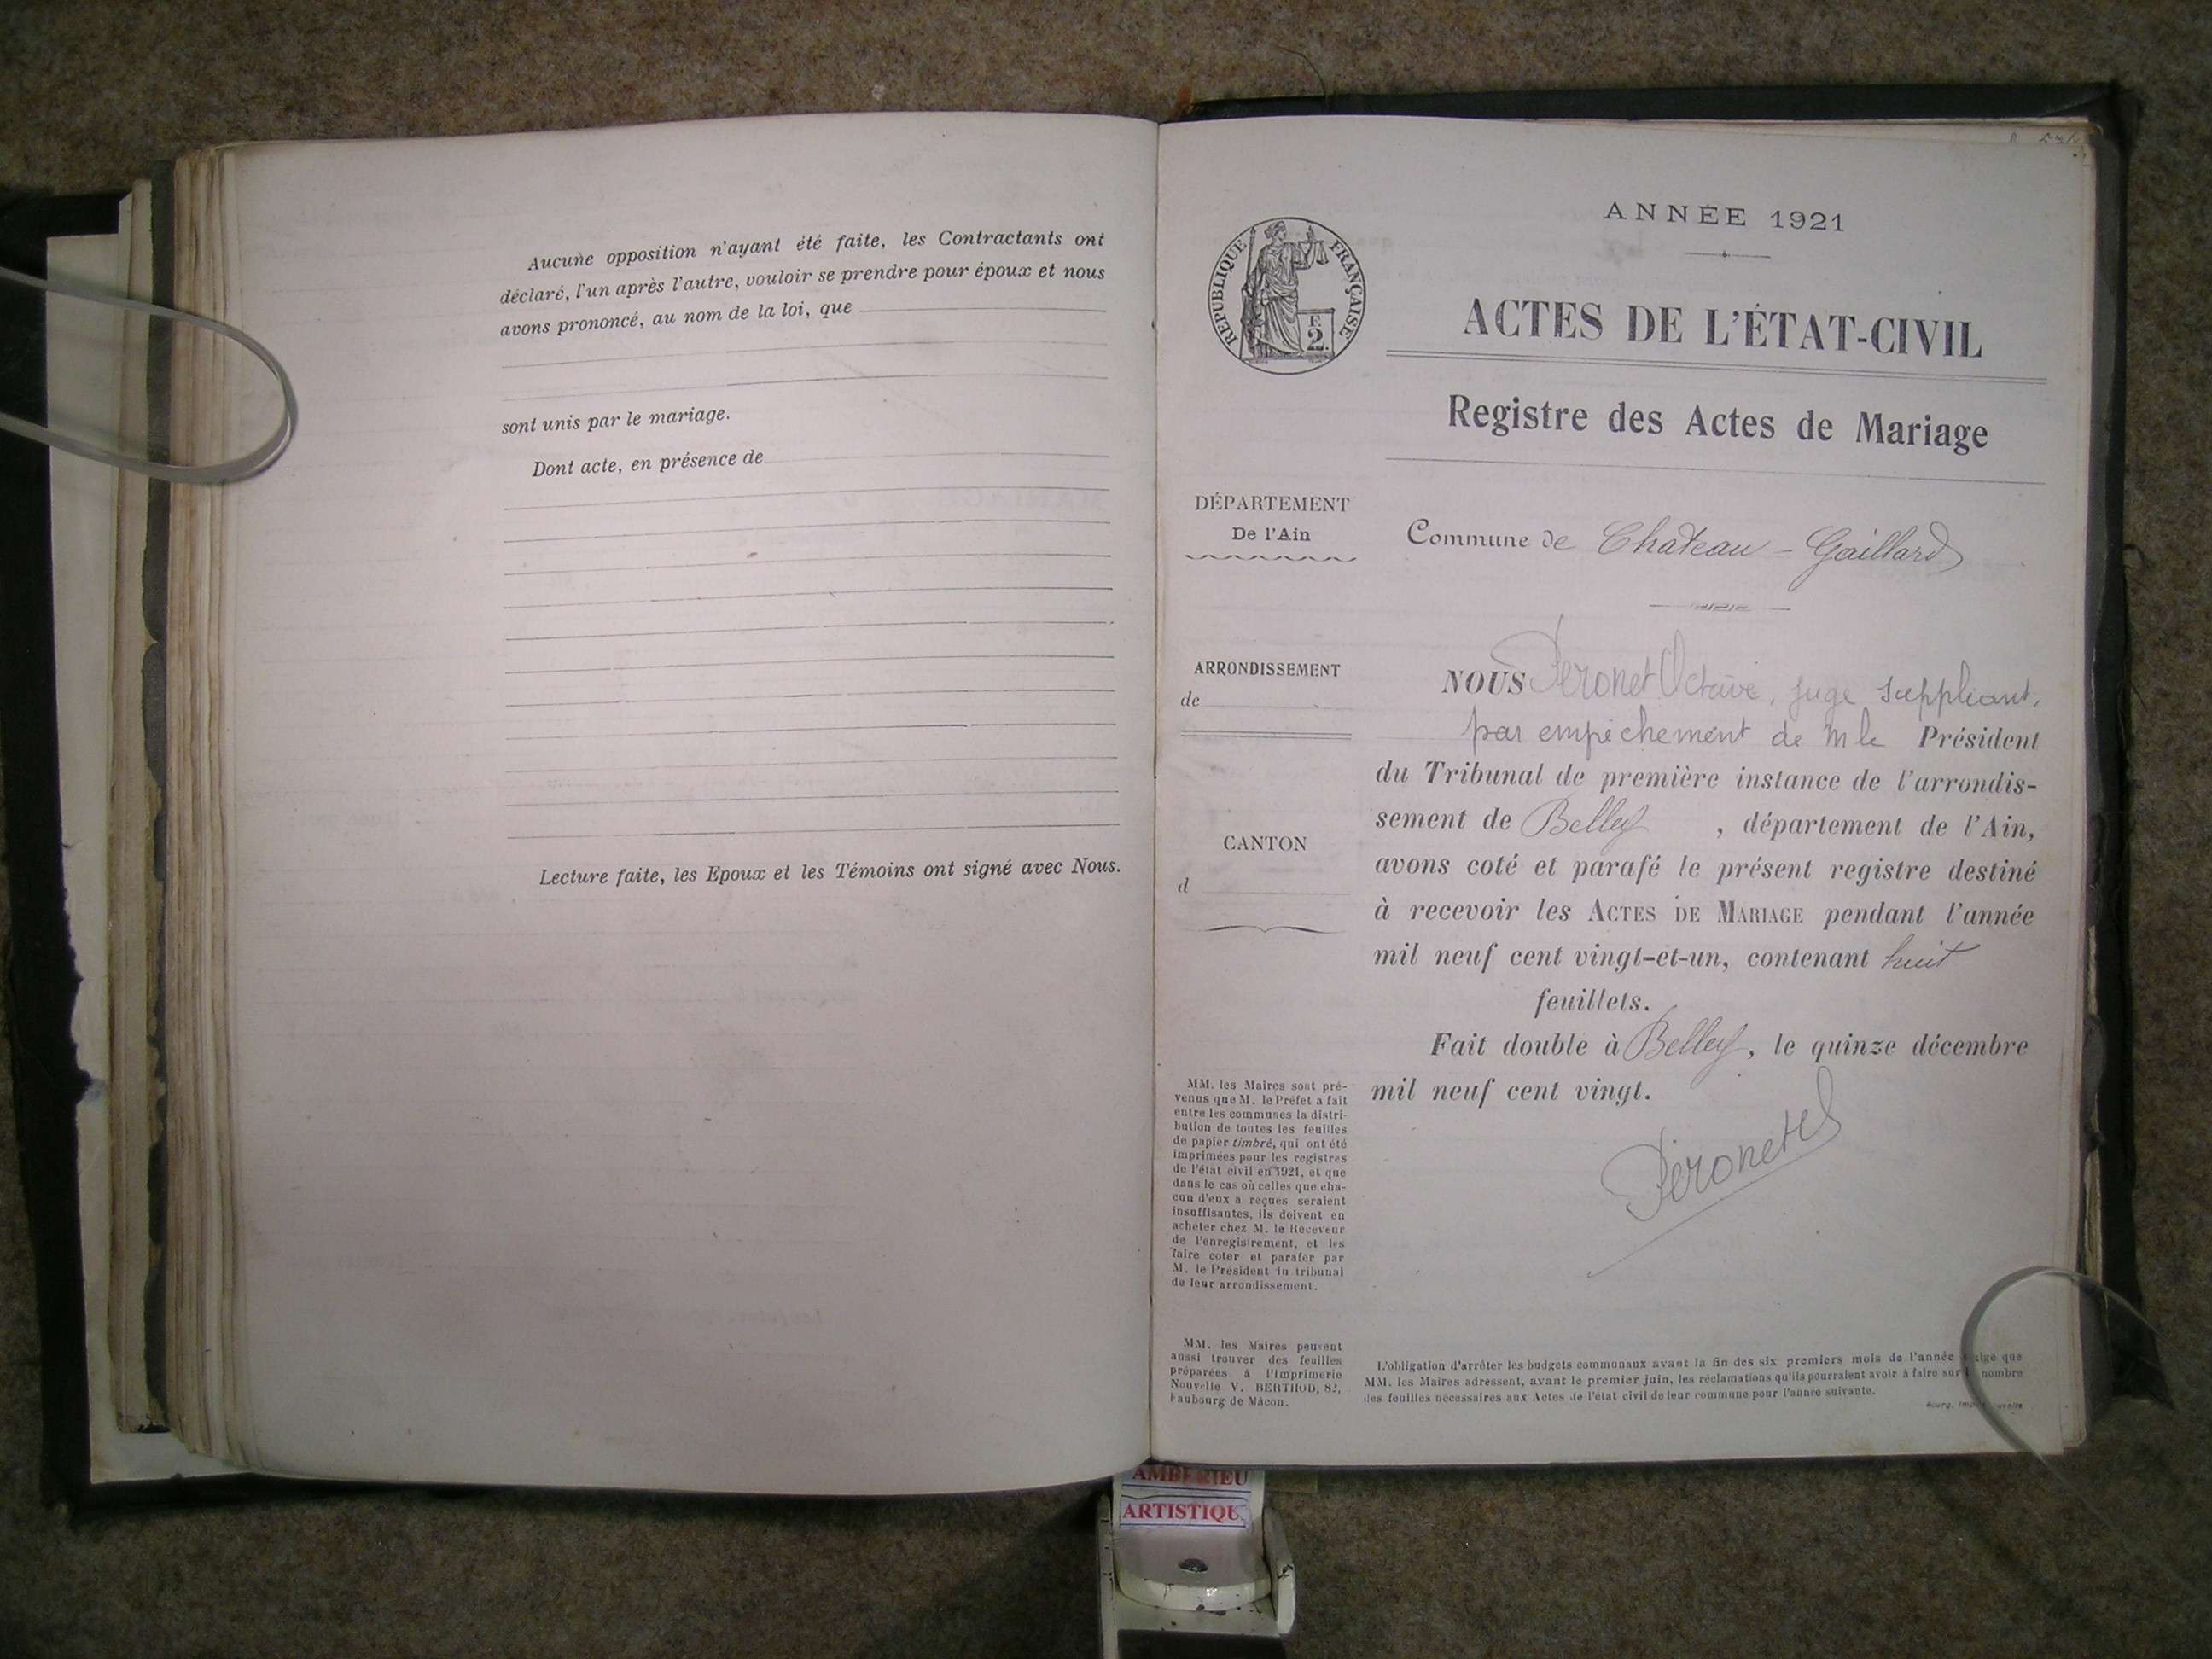 Aucune opposition n'ayant été faite, les Contractants ont
déclaré, l'un après l'autre, vouloir se prendre pour époux et nous
avons prononcé, au nom de la loi, que
sont unis par le mariage.
Dont acte, en présence de
Lecture faite, les Epoux et les Témoins ont signé avec Nous.
ANNÉE 1921
RÉPUBLIQUE FRANÇAISE
F.
2.
ACTES DE L'ÉTAT-CIVIL
Registre des Actes de Mariage
DÉPARTEMENT
De l'Ain
Commune de Chateau-Gaillard
ARRONDISSEMENT
de
CANTON
d
NOUS Péronet Octave, juge suppléant,
par empêchement de M le Président
du Tribunal de première instance de l'arrondis-
sement de Belley, département de l'Ain,
avons coté et parafé le présent registre destiné
à recevoir les ACTES DE MARIAGE pendant l'année
mil neuf cent vingt-et-un, contenant huit
feuillets.
Fait double à Belley, le quinze décembre
mil neuf cent vingt.
Péronet
MM. les Maires sont pré-
venus que M. le Préfet a fait
entre les communes la distri-
bution de toutes les feuilles
de papier timbré, qui ont été
imprimées pour les registres
de l'état civil en 1921, et que
dans le cas où celles que cha-
cun d'eux a reçues seraient
insuffisantes, ils doivent en
acheter chez M. le Receveur
de l'enregistrement, et les
faire coter et parafer par
M. le Président du tribunal
de leur arrondissement.
MM. les Maires peuvent
aussi trouver des feuilles
préparées à l'Imprimerie
Nouvelle V. BERTHOD, 82,
Faubourg de Mâcon.
L'obligation d'arrêter les budgets communaux avant la fin des six premiers mois de l'année exige que
MM. les Maires adressent, avant le premier juin, les réclamations qu'ils pourraient avoir à faire sur le nombre
des feuilles nécessaires aux Actes de l'état civil de leur commune pour l'année suivante.
Bourg, Imp. Nouvelle
AMBERIEU
ARTISTIQUE